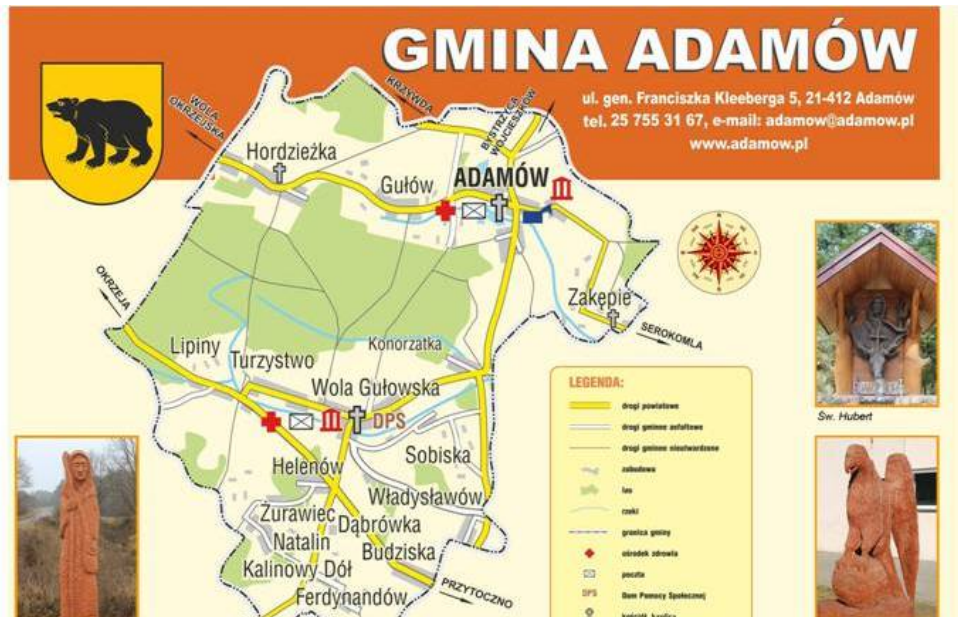 GMINA ADAMÓW
ul. gen. Franciszka Kleeberga 5, 21-412 Adamów
tel. 25 755 31 67, e-mail: adamow@adamow.pl
www.adamow.pl
WOLA
OKRZEJSKA
KRZYWDA
BYSTRZYCA
WOJCIESZKÓW
Hordzieżka
Gułów
ADAMÓW
OKRZEJA
Zakępie
SEROKOMLA
Lipiny
Turzystwo
Konorzatka
Wola Gułowska
DPS
Helenów
Sobiska
Władysławów
Żurawiec
Dąbrówka
Natalin
Budziska
Kalinowy Dół
Ferdynandów
PRZYTOCZNO
LEGENDA:
drogi powiatowe
drogi gminne asfaltowe
drogi gminne nieutwardzone
zabudowa
las
rzeki
granica gminy
ośrodek zdrowia
poczta
DPS Dom Pomocy Społecznej
Św. Hubert